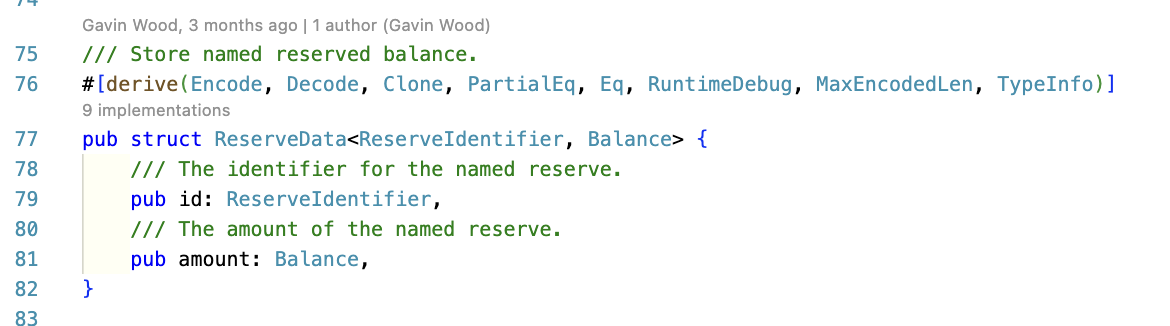 74
Gavin Wood, 3 months ago | 1 author (Gavin Wood)
75 /// Store named reserved balance.
76 #[derive(Encode, Decode, Clone, PartialEq, Eq, RuntimeDebug, MaxEncodedLen, TypeInfo)]
9 implementations
77 pub struct ReserveData<ReserveIdentifier, Balance> {
78     /// The identifier for the named reserve.
79     pub id: ReserveIdentifier,
80     /// The amount of the named reserve.
81     pub amount: Balance,
82 }
83